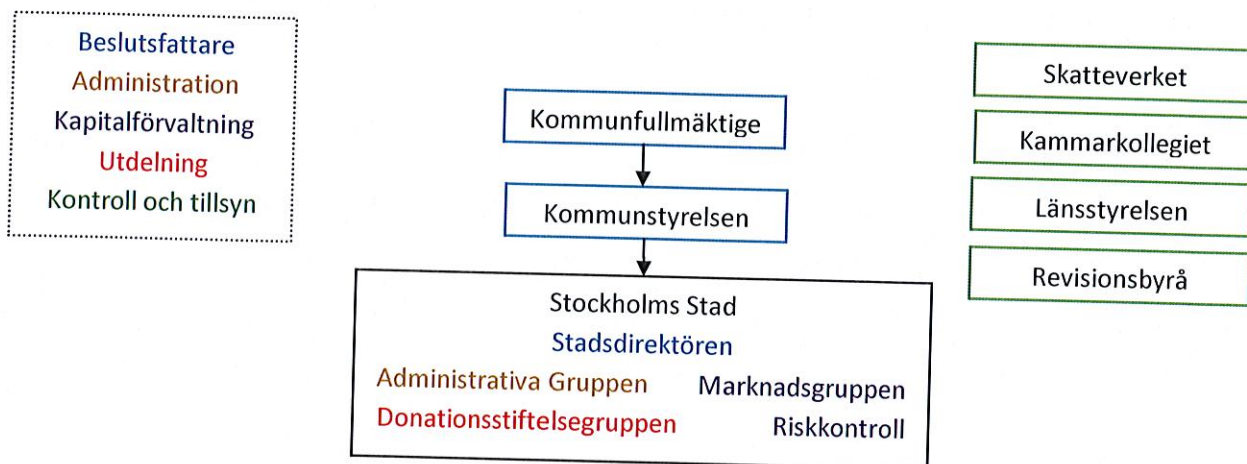 Beslutsfattare
Administration
Kapitalförvaltning
Utdelning
Kontroll och tillsyn
Kommunfullmäktige
Kommunstyrelsen
Stockholms Stad
Stadsdirektören
Administrativa Gruppen Marknadsgruppen
Donationsstiftelsegruppen Riskkontroll
Skatteverket
Kammarkollegiet
Länsstyrelsen
Revisionsbyrå